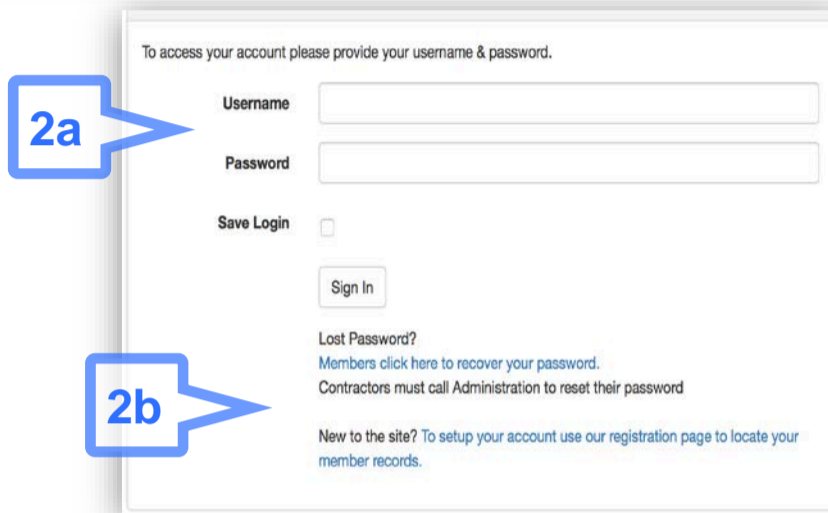 To access your account please provide your username & password.
2a
Username
Password
Save Login
Sign In
Lost Password?
Members click here to recover your password.
2b
Contractors must call Administration to reset their password
New to the site? To setup your account use our registration page to locate your
member records.